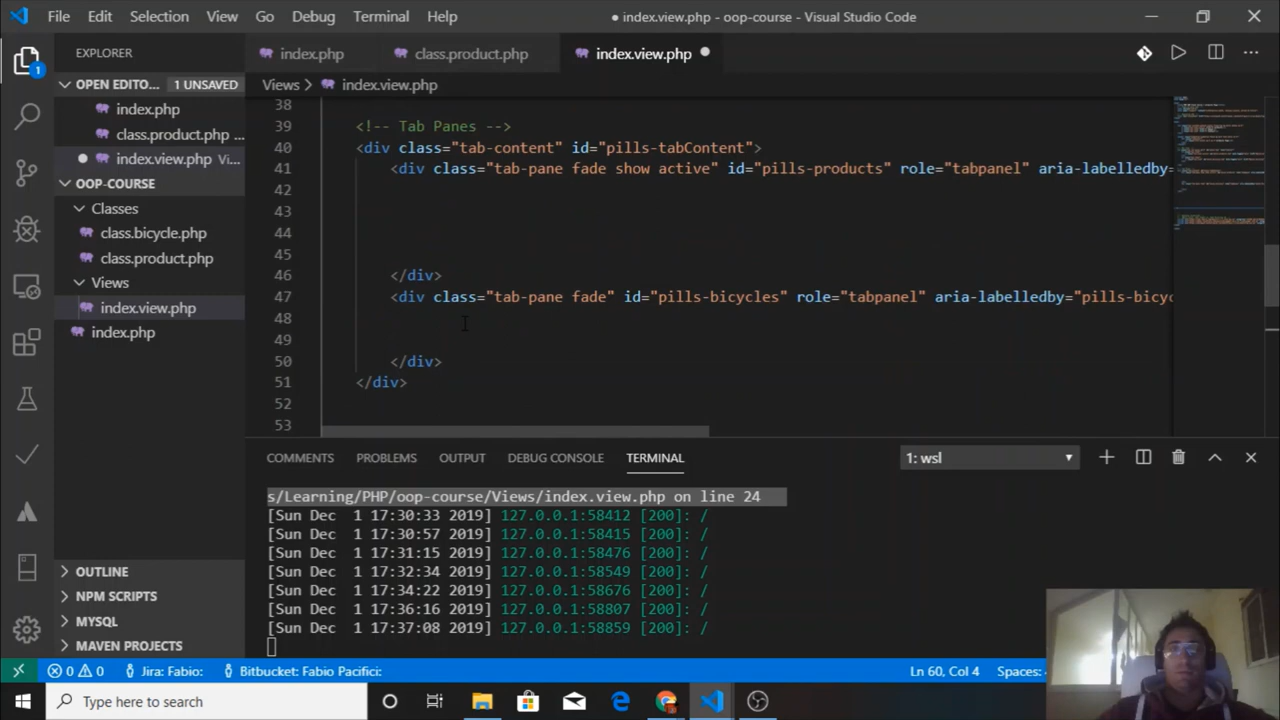 File Edit Selection View Go Debug Terminal Help
● index.view.php - oop-course - Visual Studio Code
EXPLORER
index.php class.product.php index.view.php
OPEN EDITO... 1 UNSAVED
index.php
class.product.php ...
index.view.php Vi...
OOP-COURSE
Classes
class.bicycle.php
class.product.php
Views
index.view.php
index.php
OUTLINE
NPM SCRIPTS
MYSQL
MAVEN PROJECTS
1
Views > index.view.php
38
39 <!-- Tab Panes -->
40 <div class="tab-content" id="pills-tabContent">
41 <div class="tab-pane fade show active" id="pills-products" role="tabpanel" aria-labelledby=
42
43
44
45
46 </div>
47 <div class="tab-pane fade" id="pills-bicycles" role="tabpanel" aria-labelledby="pills-bicyc
48
49
50 </div>
51 </div>
52
53
COMMENTS PROBLEMS OUTPUT DEBUG CONSOLE TERMINAL 1: wsl
s/Learning/PHP/oop-course/Views/index.view.php on line 24
[Sun Dec 1 17:30:33 2019] 127.0.0.1:58412 [200]: /
[Sun Dec 1 17:30:57 2019] 127.0.0.1:58415 [200]: /
[Sun Dec 1 17:31:15 2019] 127.0.0.1:58476 [200]: /
[Sun Dec 1 17:32:34 2019] 127.0.0.1:58549 [200]: /
[Sun Dec 1 17:34:22 2019] 127.0.0.1:58676 [200]: /
[Sun Dec 1 17:36:16 2019] 127.0.0.1:58807 [200]: /
[Sun Dec 1 17:37:08 2019] 127.0.0.1:58859 [200]: /
0 0 Jira: Fabio: Bitbucket: Fabio Pacifici: Ln 60, Col 4 Spaces:
Type here to search